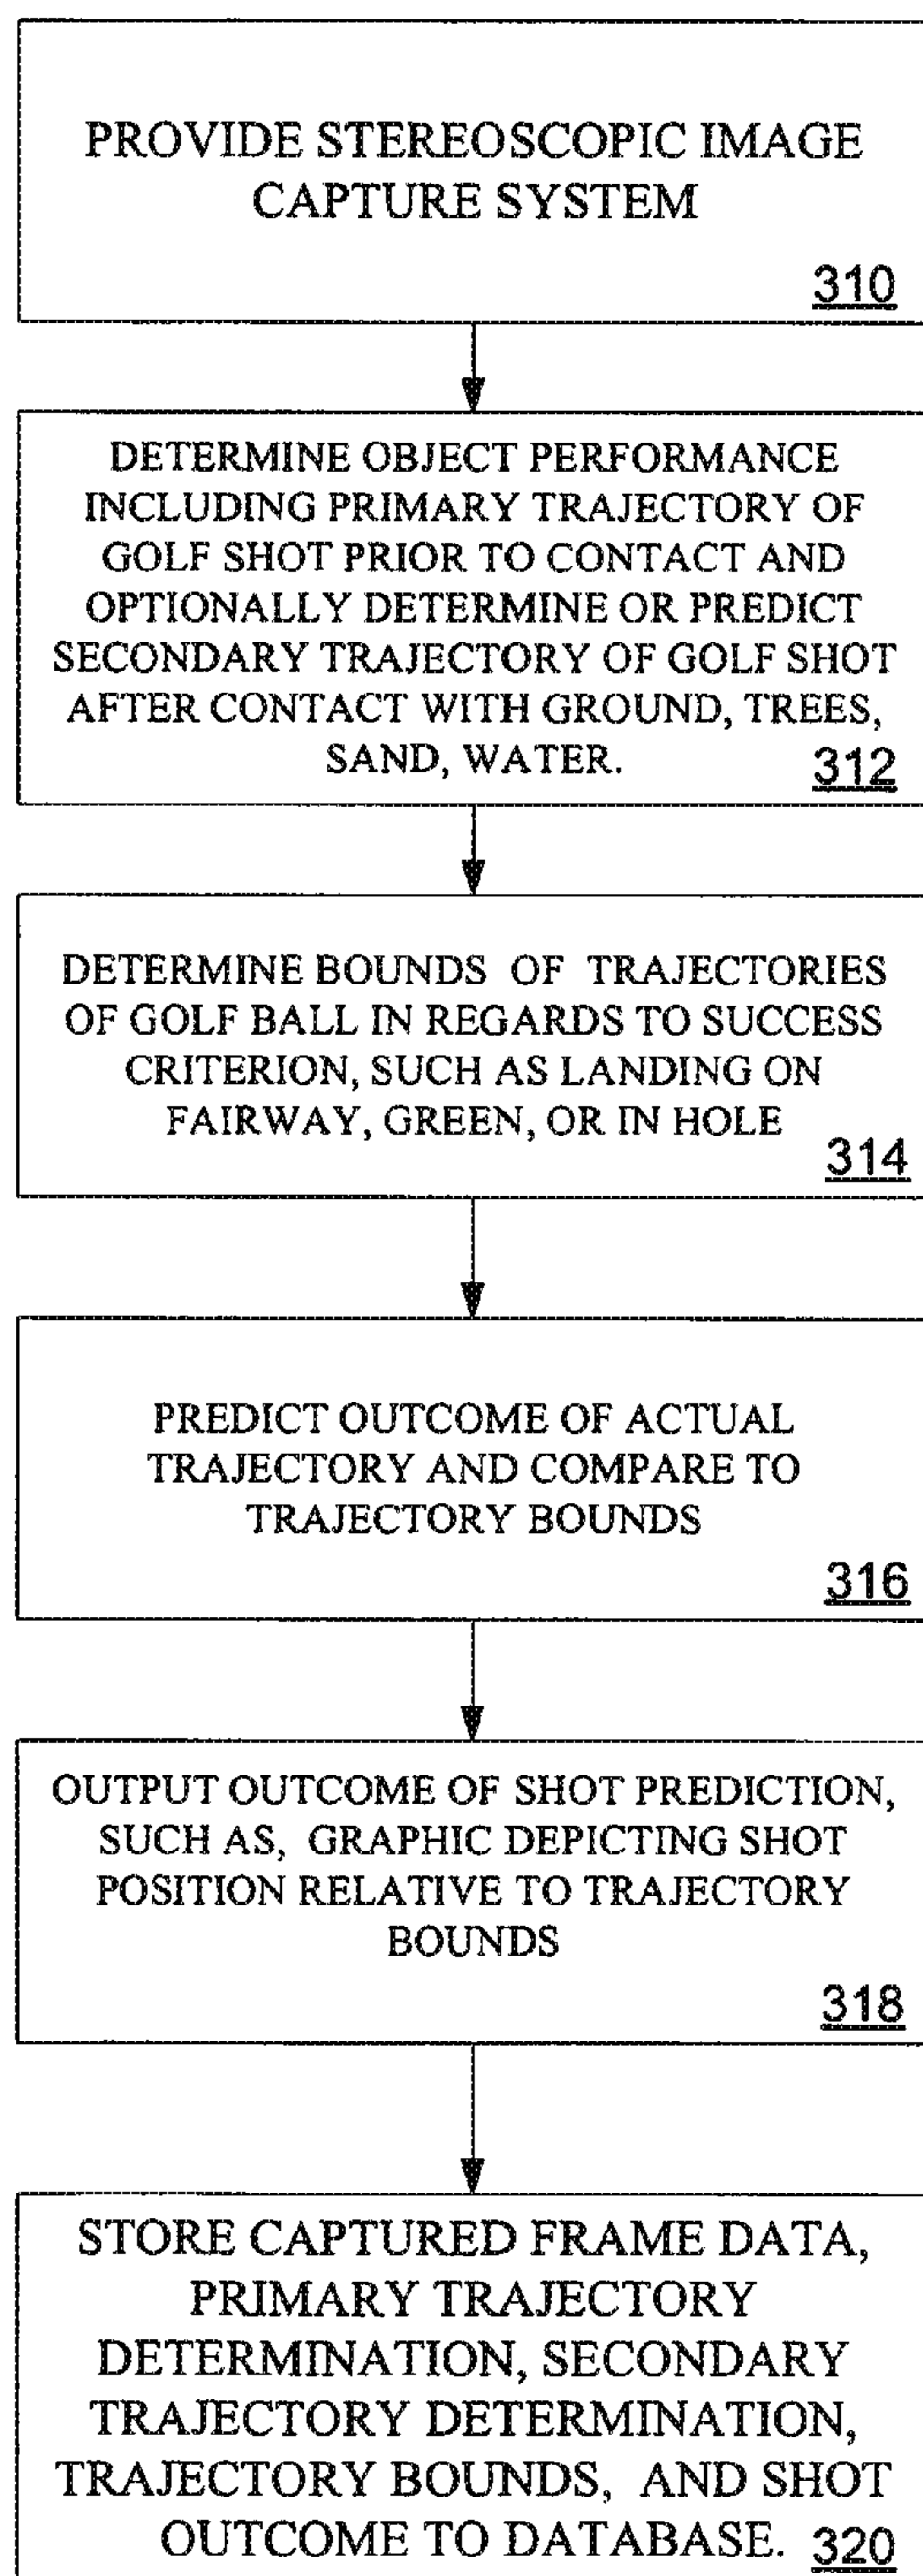 PROVIDE STEREOSCOPIC IMAGE
CAPTURE SYSTEM
310
DETERMINE OBJECT PERFORMANCE
INCLUDING PRIMARY TRAJECTORY OF
GOLF SHOT PRIOR TO CONTACT AND
OPTIONALLY DETERMINE OR PREDICT
SECONDARY TRAJECTORY OF GOLF SHOT
AFTER CONTACT WITH GROUND, TREES,
SAND, WATER.
312
DETERMINE BOUNDS OF TRAJECTORIES
OF GOLF BALL IN REGARDS TO SUCCESS
CRITERION, SUCH AS LANDING ON
FAIRWAY, GREEN, OR IN HOLE
314
PREDICT OUTCOME OF ACTUAL
TRAJECTORY AND COMPARE TO
TRAJECTORY BOUNDS
316
OUTPUT OUTCOME OF SHOT PREDICTION,
SUCH AS, GRAPHIC DEPICTING SHOT
POSITION RELATIVE TO TRAJECTORY
BOUNDS
318
STORE CAPTURED FRAME DATA,
PRIMARY TRAJECTORY
DETERMINATION, SECONDARY
TRAJECTORY DETERMINATION,
TRAJECTORY BOUNDS, AND SHOT
OUTCOME TO DATABASE. 320